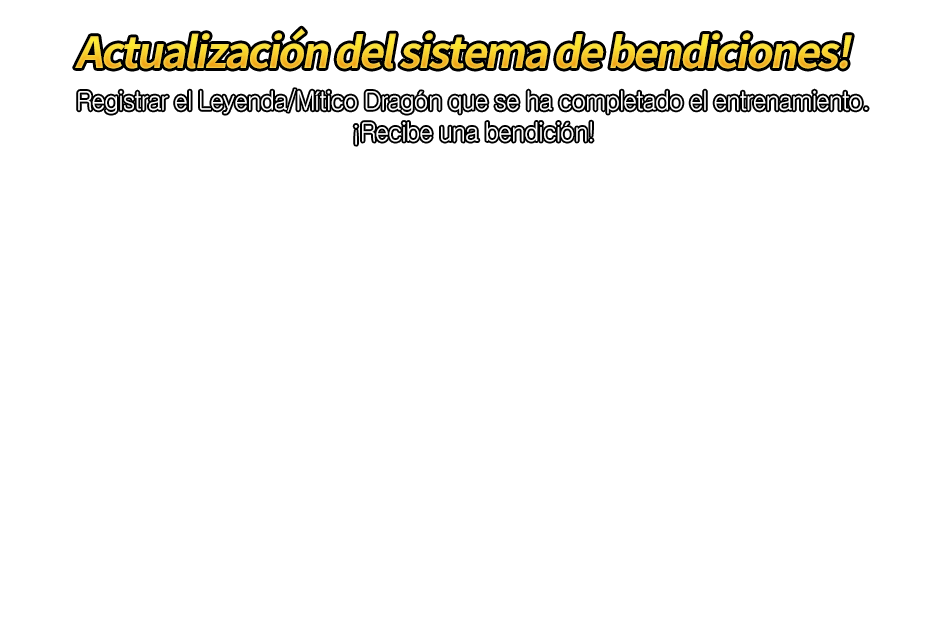 Actualización del sistema de bendiciones!
Registrar el Leyenda/Mítico Dragón que se ha completado el entrenamiento.
¡Recibe una bendición!